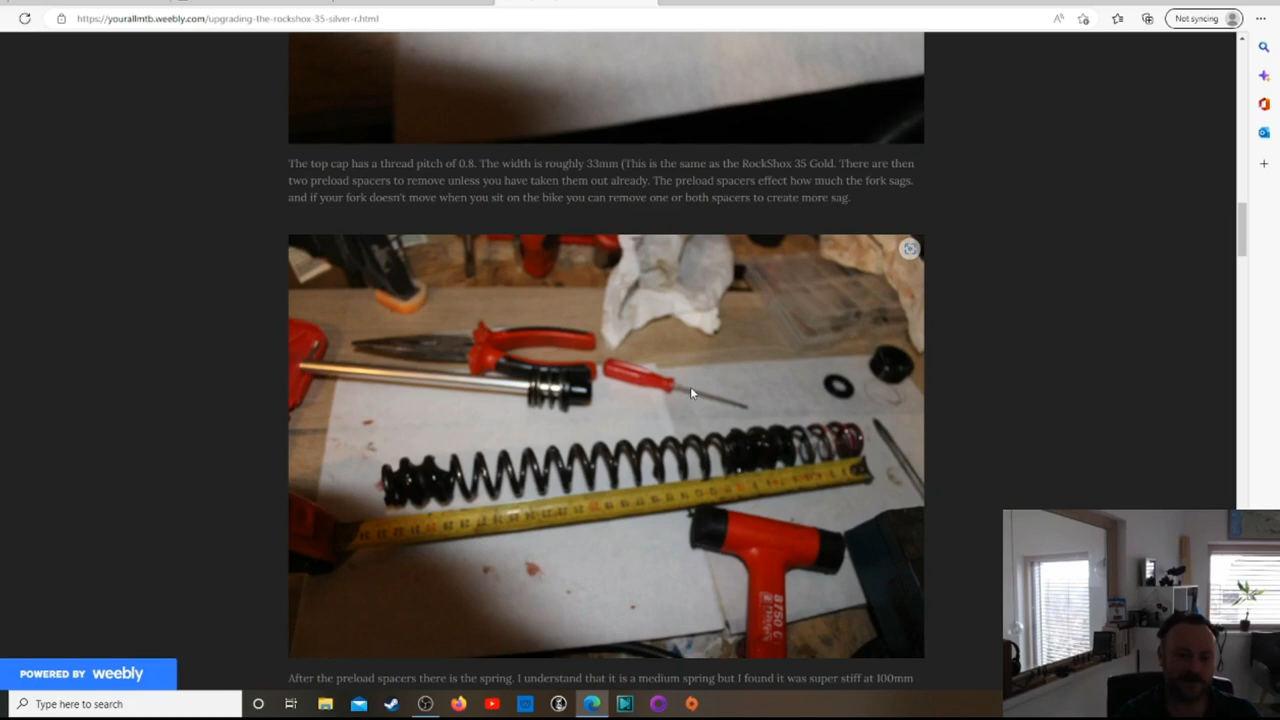 https://yourallmtb.weebly.com/upgrading-the-rockshox-35-silver-r.html
Not syncing
The top cap has a thread pitch of 0.8. The width is roughly 33mm (This is the same as the RockShox 35 Gold. There are then
two preload spacers to remove unless you have taken them out already. The preload spacers effect how much the fork sags.
and if your fork doesn't move when you sit on the bike you can remove one or both spacers to create more sag.
8750 C
After the preload spacers there is the spring. I understand that it is a medium spring but I found it was super stiff at 100mm
POWERED BY weebly
Type here to search